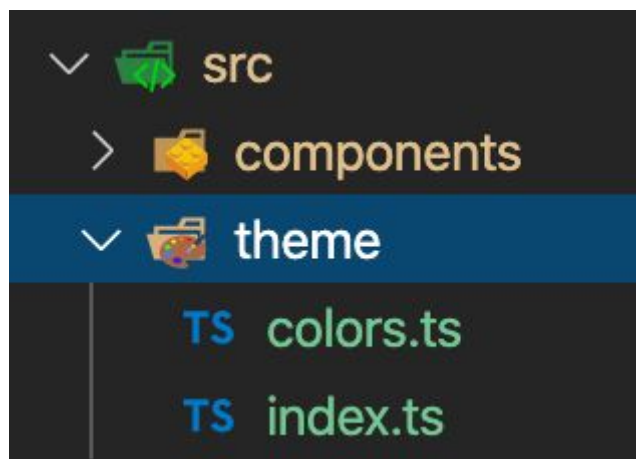 src
components
theme
TS colors.ts
TS index.ts